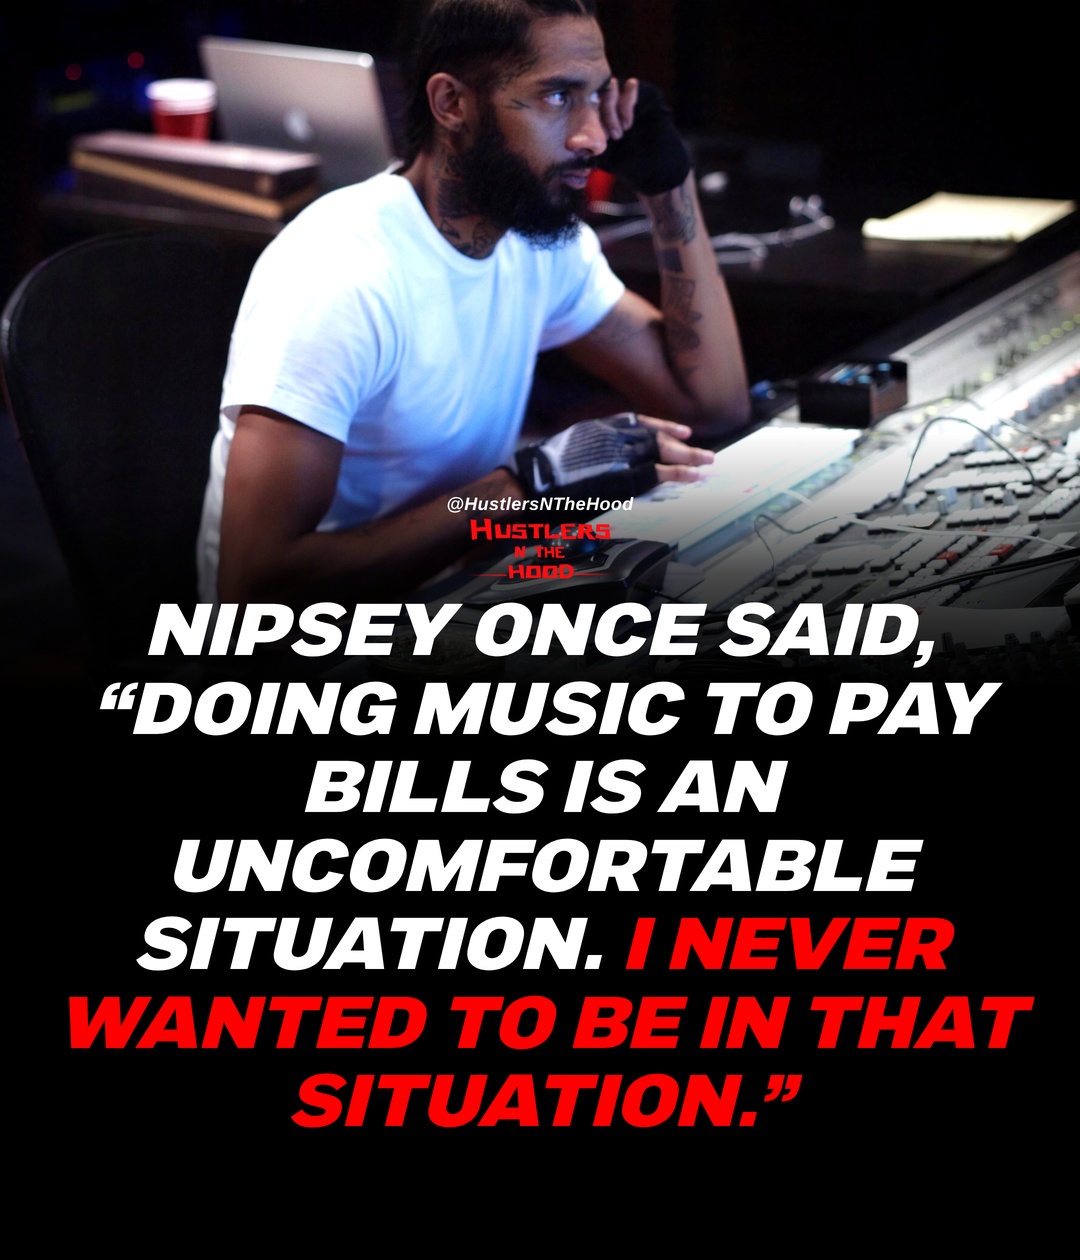 @HustlersNTheHood
HUSTLERS
N THE
HOOD
NIPSEY ONCE SAID,
“DOING MUSIC TO PAY
BILLS IS AN
UNCOMFORTABLE
SITUATION. I NEVER
WANTED TO BE IN THAT
SITUATION.”